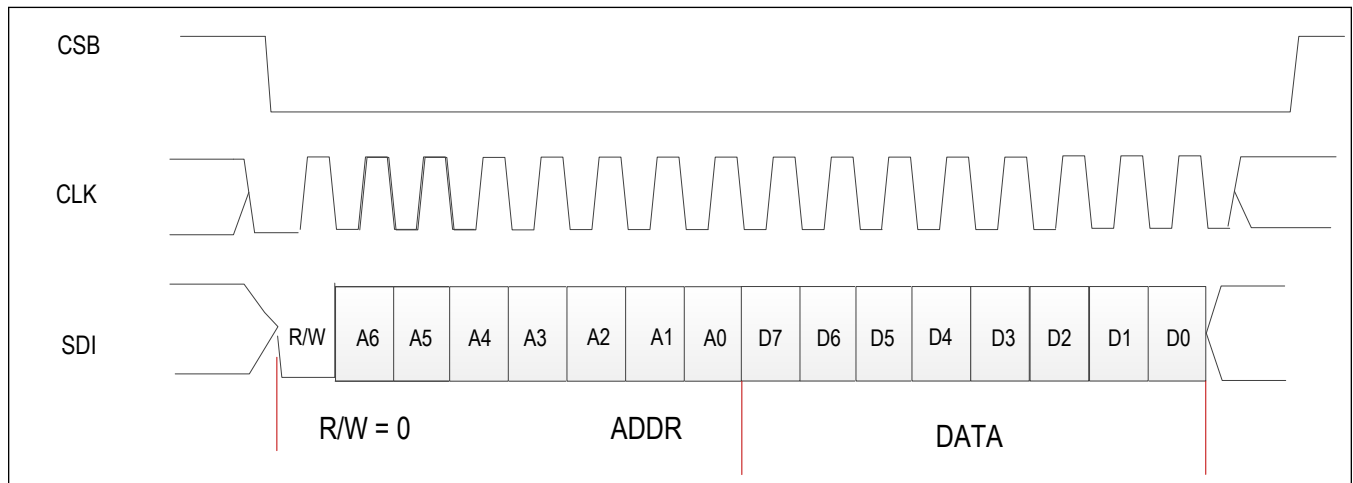 CSB
CLK
SDI
R/W A6 A5 A4 A3 A2 A1 A0 D7 D6 D5 D4 D3 D2 D1 D0
R/W = 0 ADDR DATA